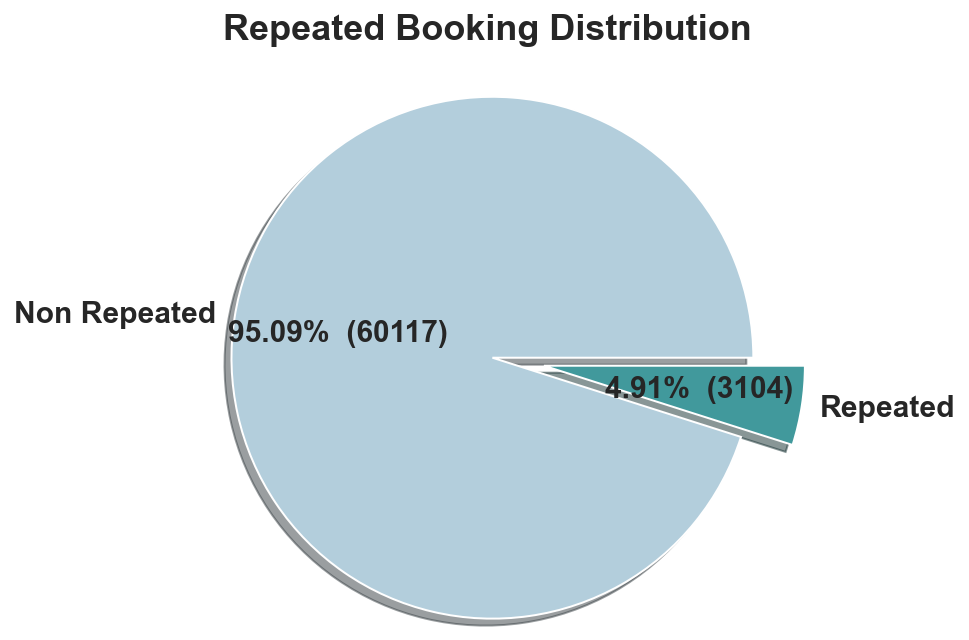 Repeated Booking Distribution
Non Repeated
95.09% (60117)
4.91% (3104)
Repeated